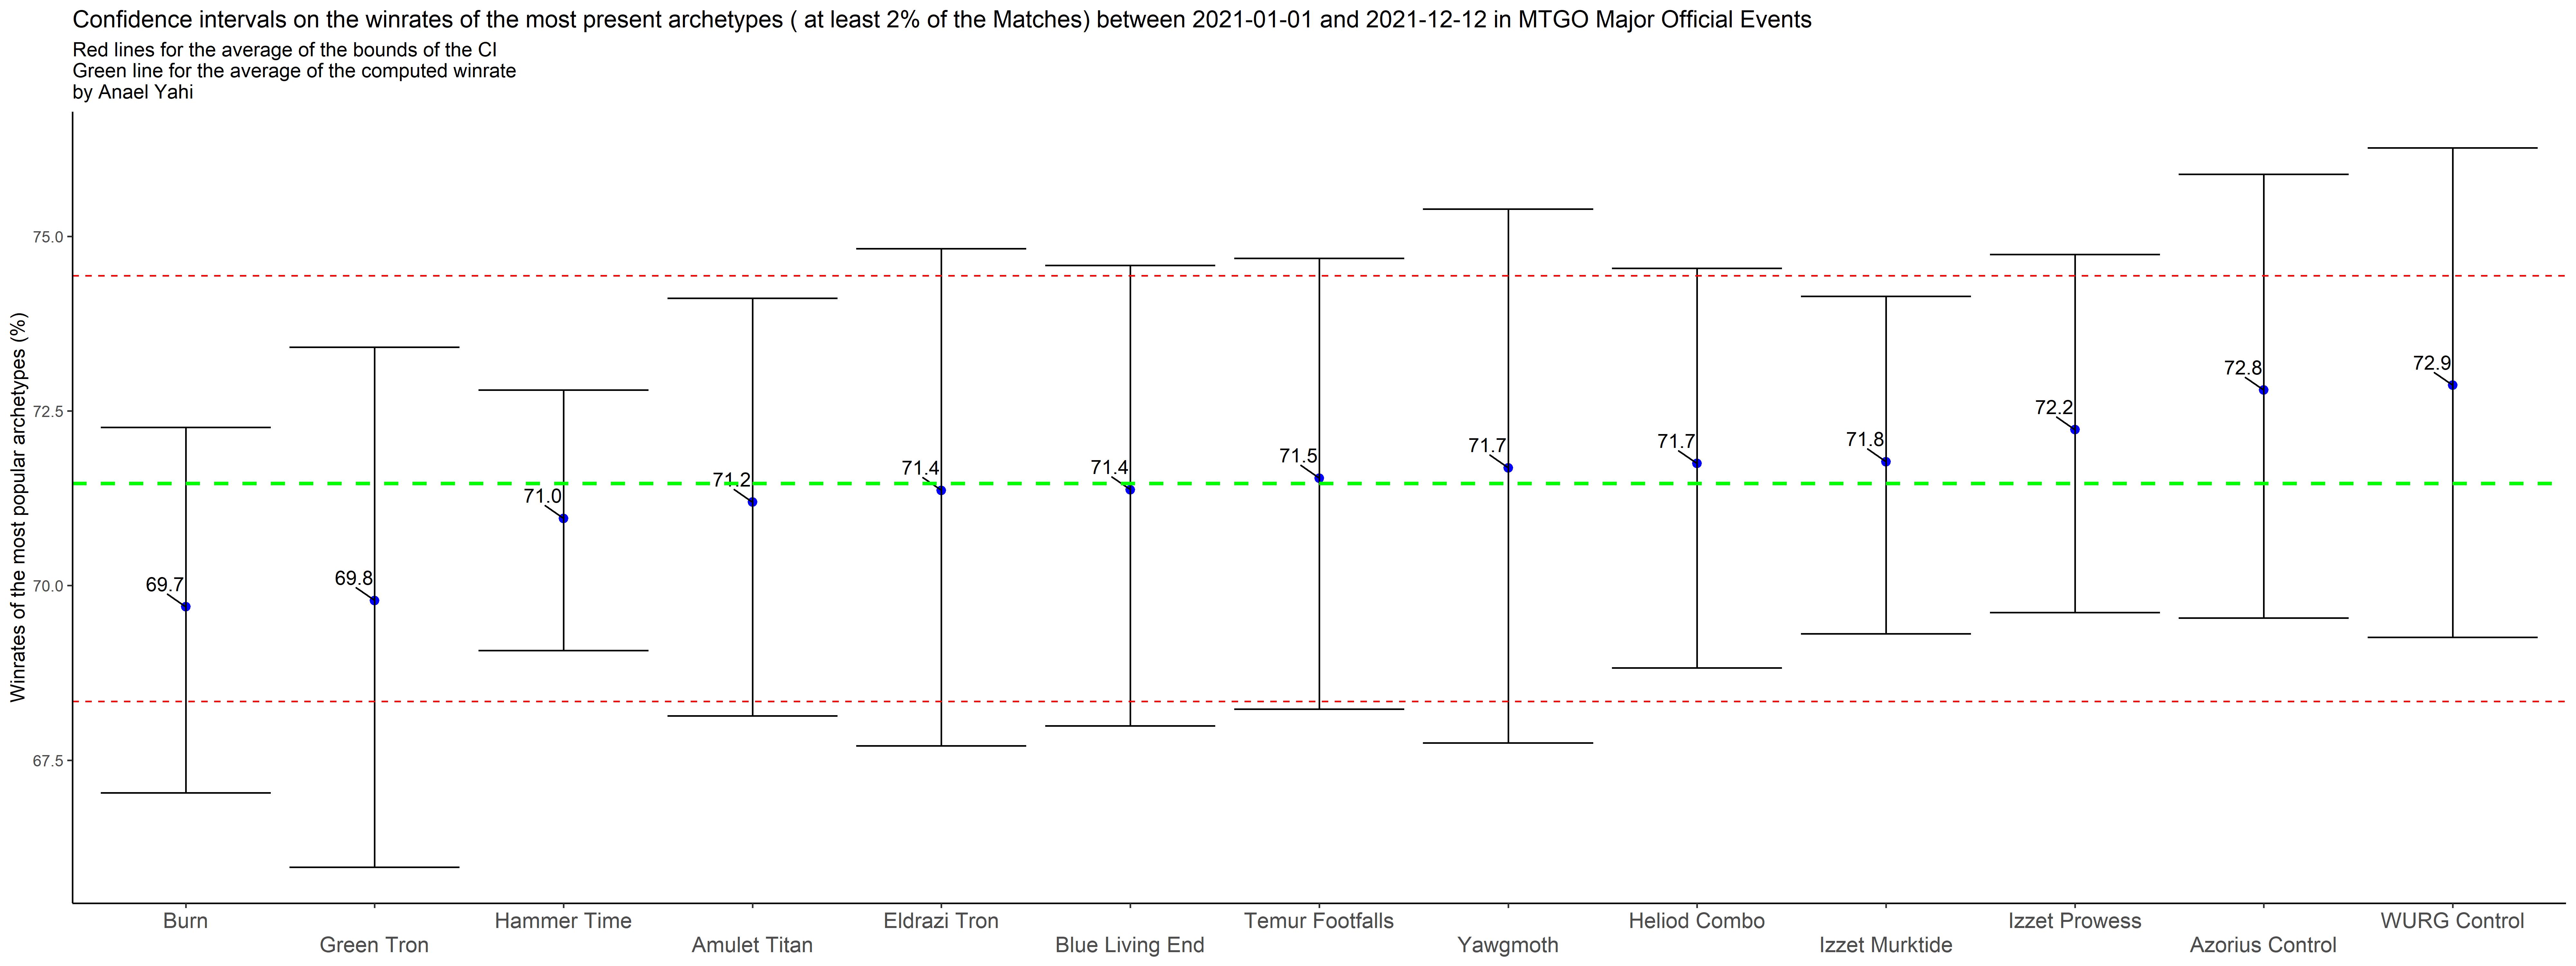 Confidence intervals on the winrates of the most present archetypes ( at least 2% of the Matches) between 2021-01-01 and 2021-12-12 in MTGO Major Official Events
Red lines for the average of the bounds of the CI
Green line for the average of the computed winrate
by Anael Yahi
Winrates of the most popular archetypes (%)
75.0
72.5
70.0
67.5
69.7
69.8
71.0
71.2
71.4
71.4
71.5
71.7
71.7
71.8
72.2
72.8
72.9
Burn
Green Tron
Hammer Time
Amulet Titan
Eldrazi Tron
Blue Living End
Temur Footfalls
Yawgmoth
Heliod Combo
Izzet Murktide
Izzet Prowess
Azorius Control
WURG Control